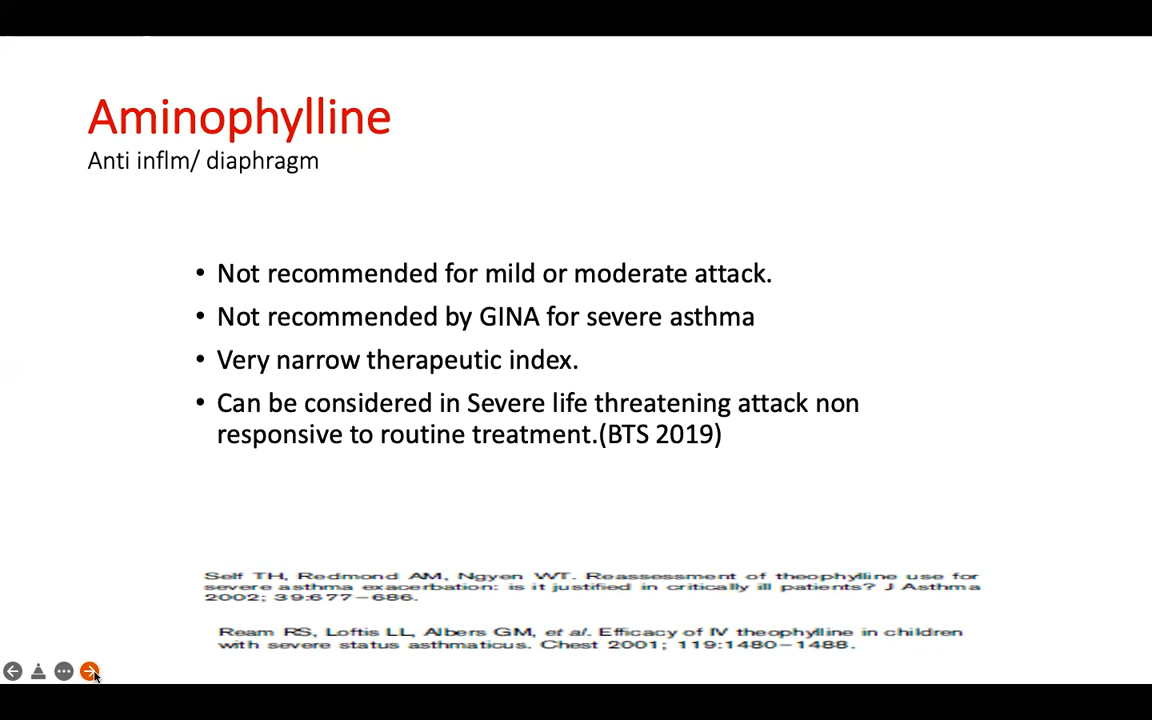 Aminophylline
Anti inflm/ diaphragm
• Not recommended for mild or moderate attack.
• Not recommended by GINA for severe asthma
• Very narrow therapeutic index.
• Can be considered in Severe life threatening attack non
responsive to routine treatment.(BTS 2019)
Self TH, Redmond AM, Ngyen WT. Reassessment of theophylline use for
severe asthma exacerbation: is it justified in critically ill patients? J Asthma
2002; 39:677–686.
Ream RS, Loftis LL, Albers GM, et al. Efficacy of IV theophylline in children
with severe status asthmaticus. Chest 2001; 119:1480–1488.